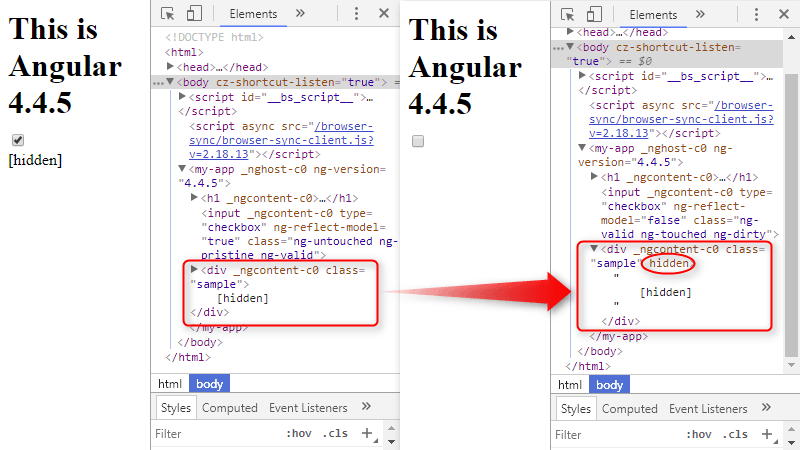 This is
Angular
4.4.5
[hidden]
Elements
<!DOCTYPE html>
<html>
<head>…</head>
<body cz-shortcut-listen="true"> =
<script id="__bs_script__">…
</script>
<script async src="/browser-
sync/browser-sync-client.js?
v=2.18.13"></script>
<my-app _nghost-c0 ng-version=
"4.4.5">
<h1 _ngcontent-c0>…</h1>
<input _ngcontent-c0 type=
"checkbox" ng-reflect-model=
"true" class="ng-untouched ng-
pristine ng-valid">
<div _ngcontent-c0 class=
"sample">
[hidden]
</div>
</my-app>
</body>
</html>
html body
Styles Computed Event Listeners »
Filter :hov .cls +
This is
Angular
4.4.5
Elements »
<head>…</head>
<body cz-shortcut-listen=
"true"> == $0
<script id="__bs_script__">…
</script>
<script async src="/browser-
sync/browser-sync-client.js?
v=2.18.13"></script>
<my-app _nghost-c0 ng-
version="4.4.5">
<h1 _ngcontent-c0>…</h1>
<input _ngcontent-c0 type=
"checkbox" ng-reflect-
model="false" class="ng-
valid ng-touched ng-dirty">
<div _ngcontent-c0 class=
"sample" hidden>
"
[hidden]
"
</div>
</my-app>
</body>
</html>
html body
Styles Computed Event Listeners »
Filter :hov .cls +